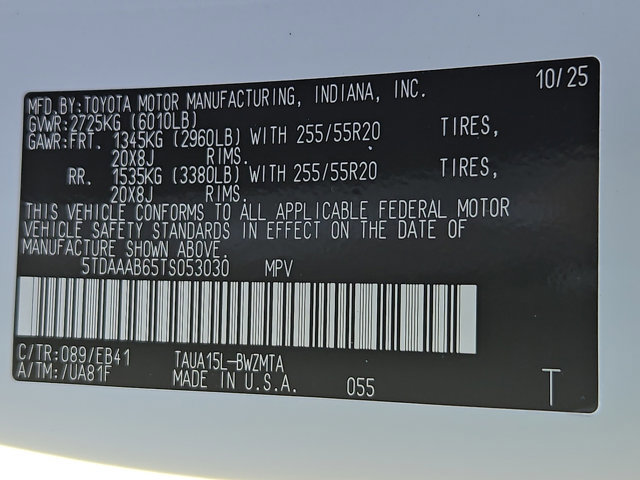 MFD.BY:TOYOTA MOTOR MANUFACTURING, INDIANA, INC. 10/25
GVWR:2725KG (6010LB)
GAWR:FRT. 1345KG (2960LB) WITH 255/55R20 TIRES,
20X8J RIMS.
RR. 1535KG (3380LB) WITH 255/55R20 TIRES,
20X8J RIMS.
THIS VEHICLE CONFORMS TO ALL APPLICABLE FEDERAL MOTOR
VEHICLE SAFETY STANDARDS IN EFFECT ON THE DATE OF
MANUFACTURE SHOWN ABOVE.
5TDAAAB65TS053030 MPV
C/TR:089/EB41 TAUA15L-BWZMTA
A/TM:/UA81F MADE IN U.S.A. 055 T